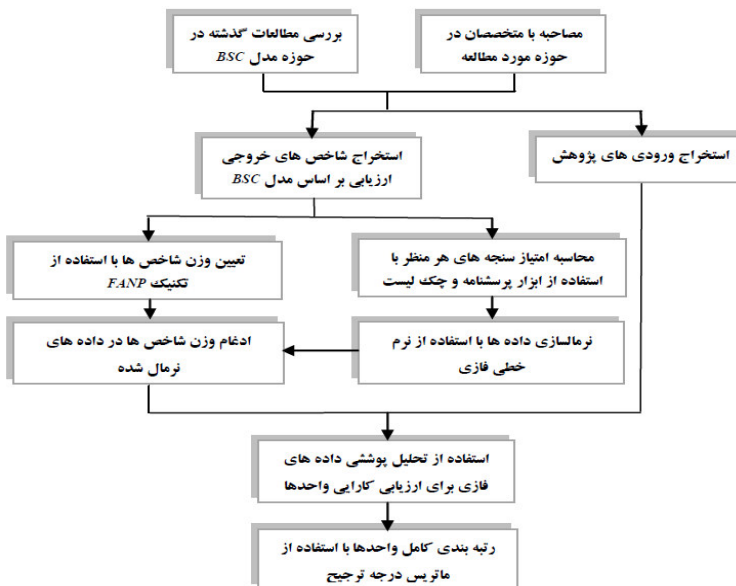 مصاحبه با متخصصان در
حوزه مورد مطالعه
بررسی مطالعات گذشته در
حوزه مدل BSC
استخراج ورودی های پژوهش
استخراج شاخص های خروجی
ارزیابی بر اساس مدل BSC
محاسبه امتیاز سنجه های هر منظر با
استفاده از ابزار پرسشنامه و چک لیست
تعیین وزن شاخص ها با استفاده از
تکنیک FANP
نرمالسازی داده ها با استفاده از نرم
خطی فازی
ادغام وزن شاخص ها در داده های
نرمال شده
استفاده از تحلیل پوششی داده های
فازی برای ارزیابی کارایی واحدها
رتبه بندی کامل واحدها با استفاده از
ماتریس درجه ترجیح